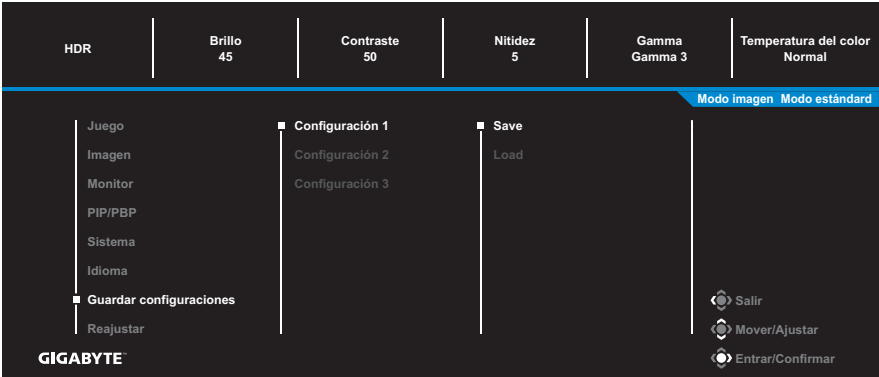 HDR
Brillo
45
Contraste
50
Nitidez
5
Gamma
Gamma 3
Temperatura del color
Normal
Modo imagen Modo estándard
Juego
Imagen
Monitor
PIP/PBP
Sistema
Idioma
Guardar configuraciones
Reajustar
Configuración 1
Configuración 2
Configuración 3
Save
Load
Salir
Mover/Ajustar
Entrar/Confirmar
GIGABYTE™